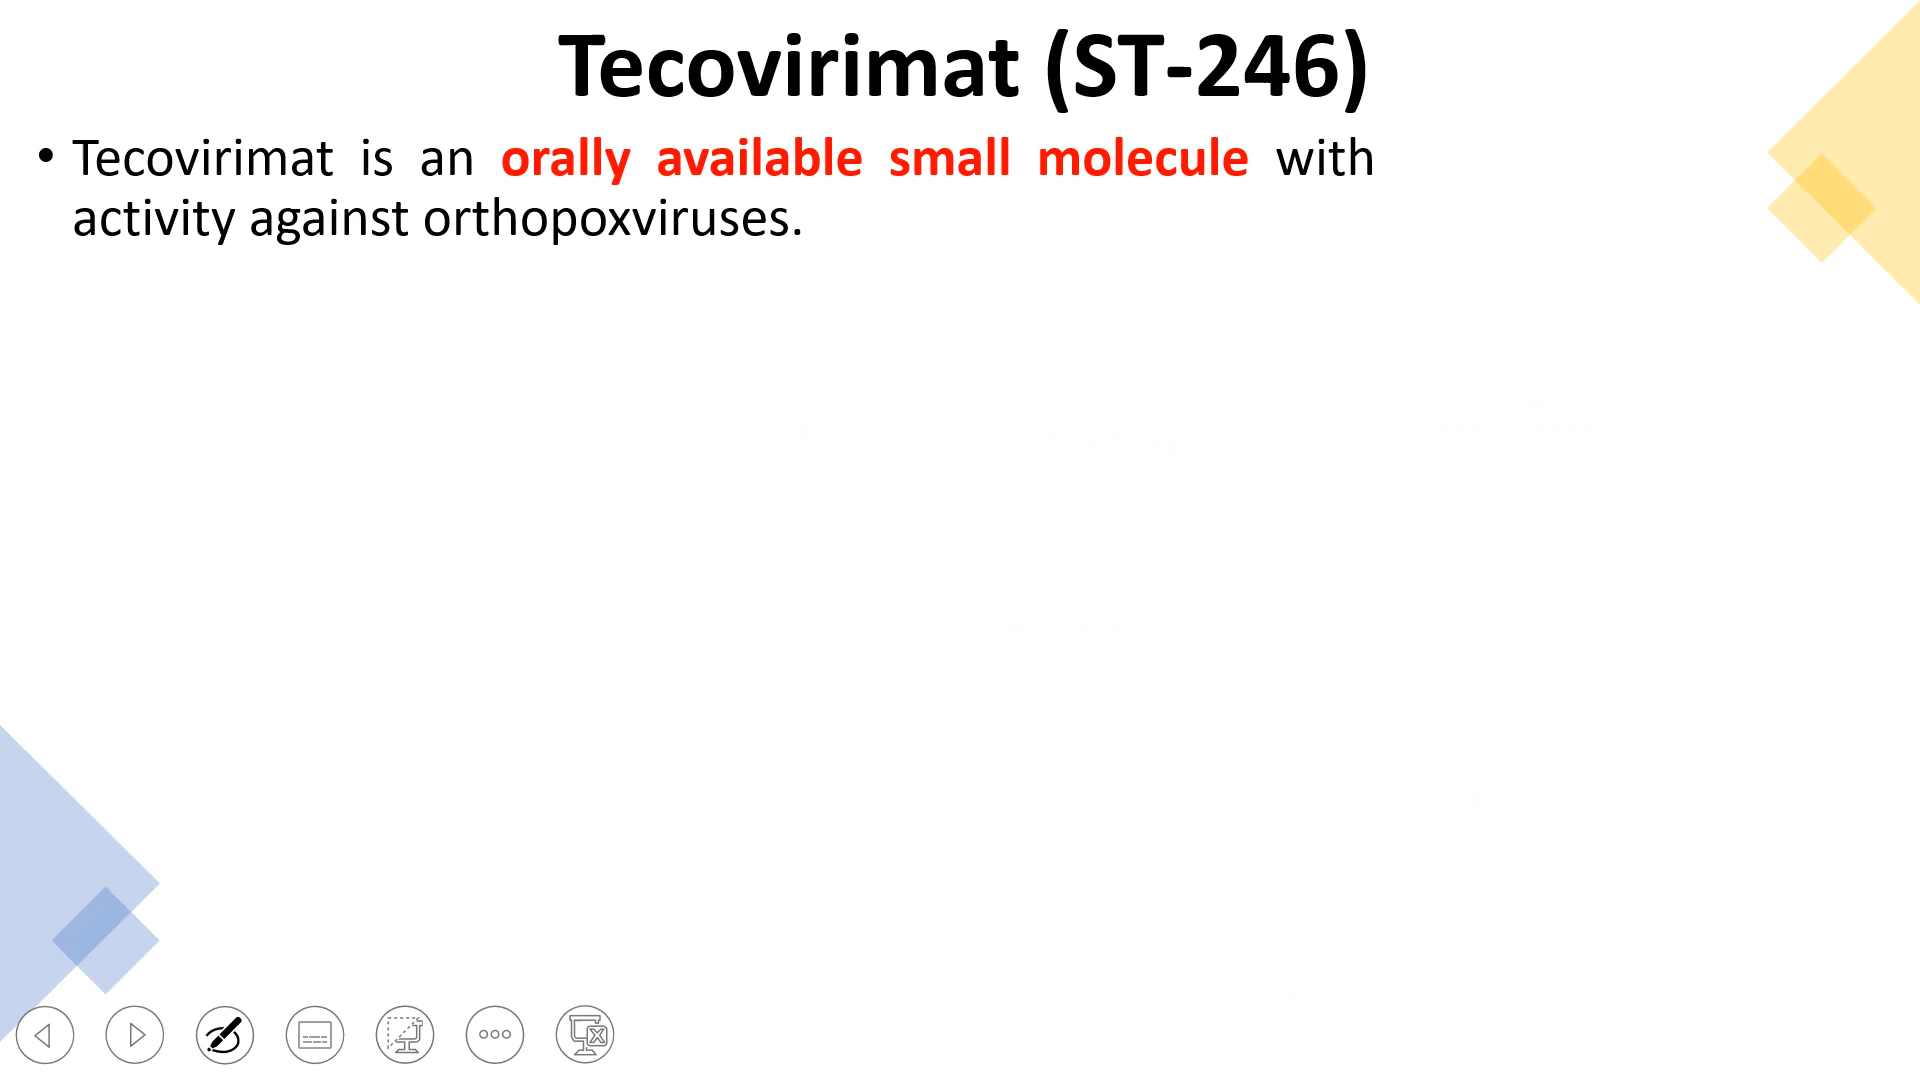 Tecovirimat (ST-246)
• Tecovirimat is an orally available small molecule with
activity against orthopoxviruses.